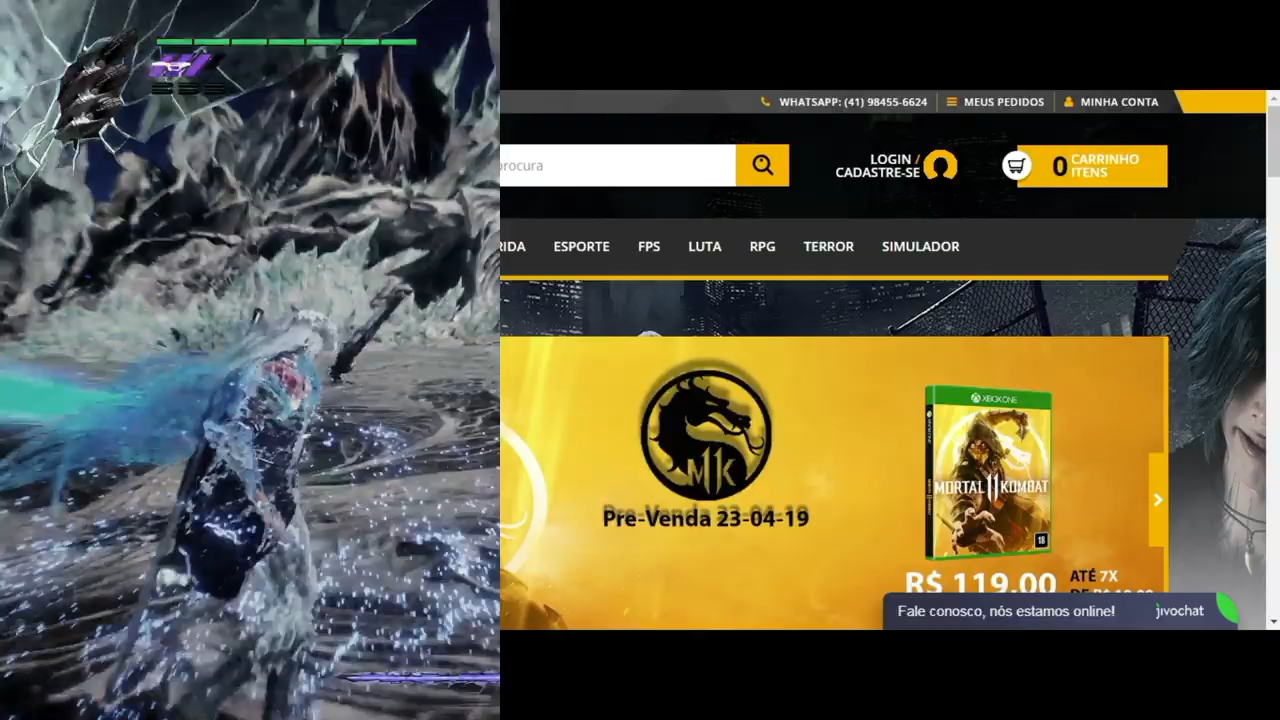 WHATSAPP: (41) 98455-6624
MEUS PEDIDOS
MINHA CONTA
procura
LOGIN /
CADASTRE-SE
0 CARRINHO
ITENS
RIDA ESPORTE FPS LUTA RPG TERROR SIMULADOR
MK
Pre-Venda 23-04-19
XBOX ONE
MORTAL 11 KOMBAT
18
R$ 119,00
ATÉ 7X
Fale conosco, nós estamos online!
jivochat